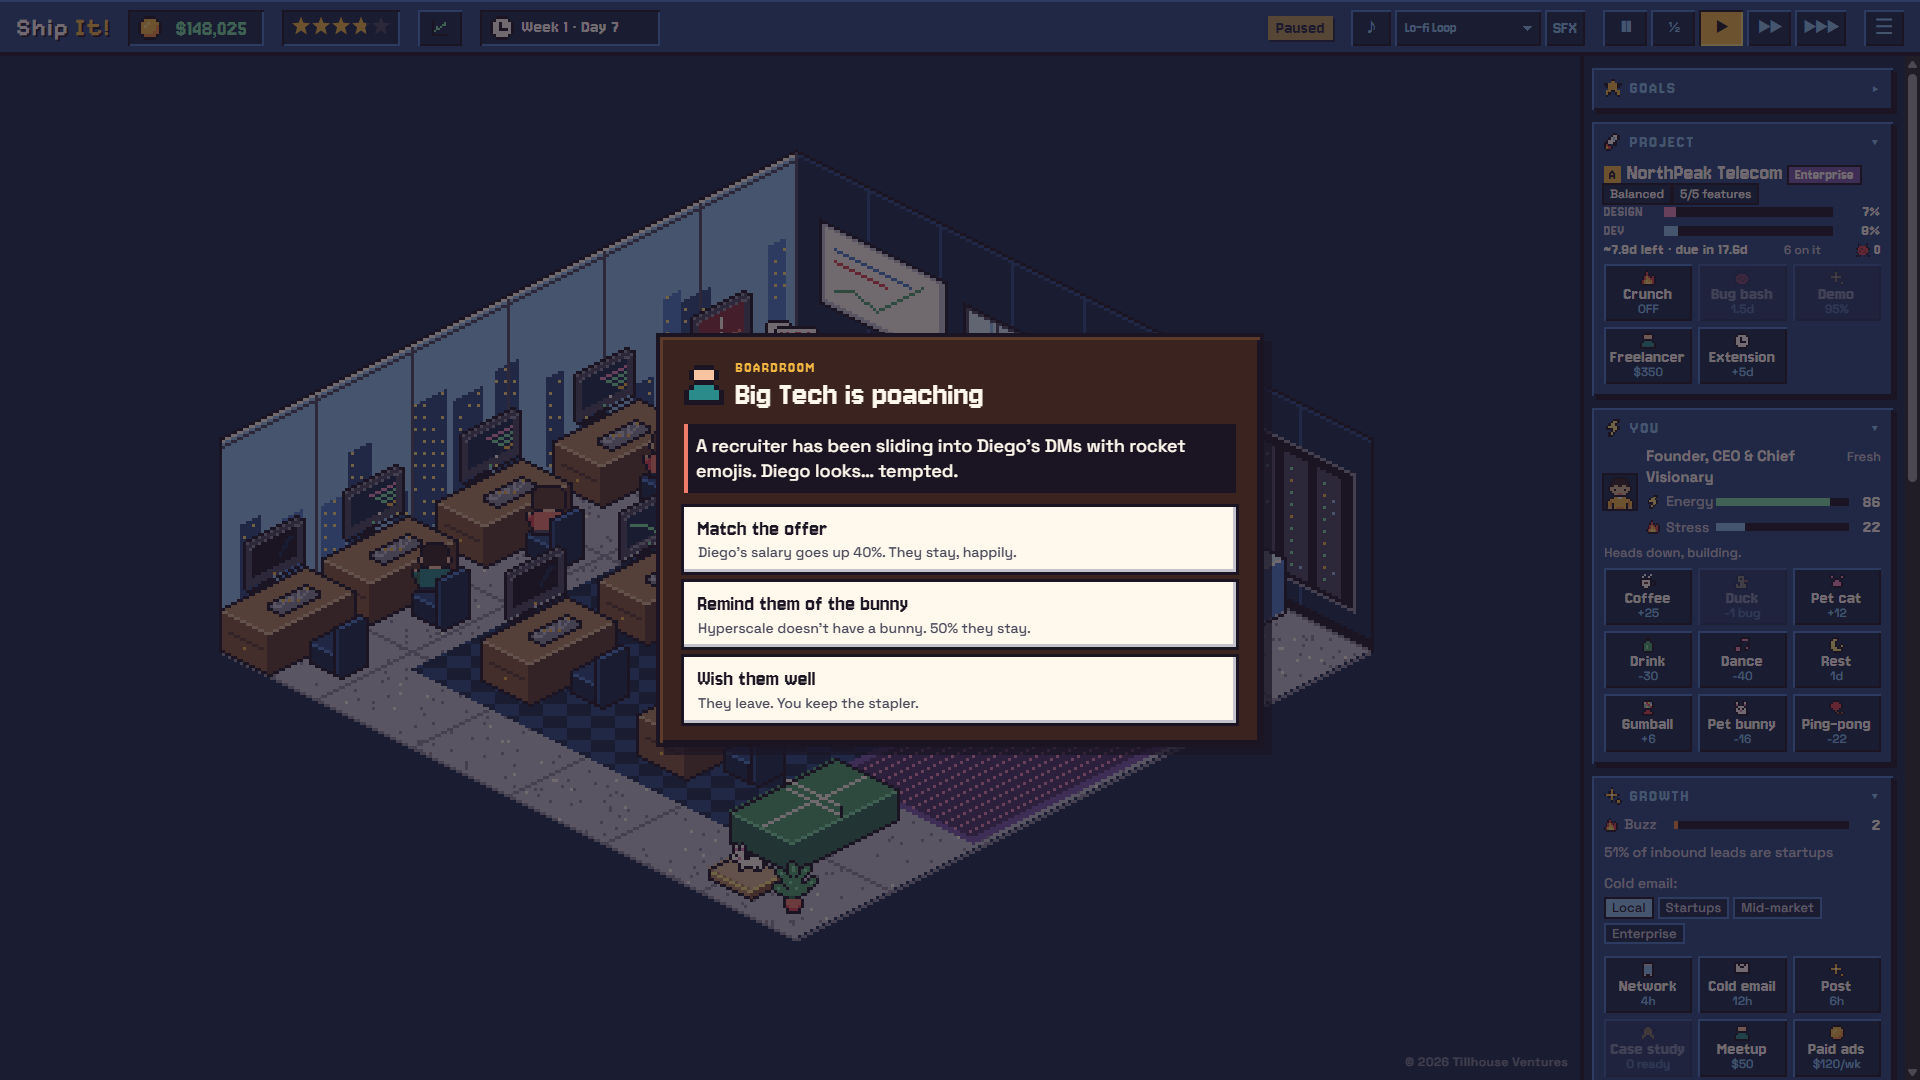 Ship It!
$148,025
Week 1 · Day 7
Paused
Lo-fi Loop
SFX
½
GOALS
PROJECT
A NorthPeak Telecom Enterprise
Balanced 5/5 features
DESIGN 7%
DEV 8%
~7.9d left · due in 17.6d 6 on it 0
Crunch OFF
Bug bash 1.5d
Demo 95%
Freelancer $350
Extension +5d
YOU
Founder, CEO & Chief Visionary
Fresh
Energy 86
Stress 22
Heads down, building.
Coffee +25
Duck -1 bug
Pet cat +12
Drink -30
Dance -40
Rest 1d
Gumball +6
Pet bunny -16
Ping-pong -22
GROWTH
Buzz 2
51% of inbound leads are startups
Cold email:
Local Startups Mid-market
Enterprise
Network 4h
Cold email 12h
Post 6h
Case study 0 ready
Meetup $50
Paid ads $120/wk
BOARDROOM
Big Tech is poaching
A recruiter has been sliding into Diego's DMs with rocket
emojis. Diego looks... tempted.
Match the offer
Diego's salary goes up 40%. They stay, happily.
Remind them of the bunny
Hyperscale doesn't have a bunny. 50% they stay.
Wish them well
They leave. You keep the stapler.
© 2026 Tillhouse Ventures